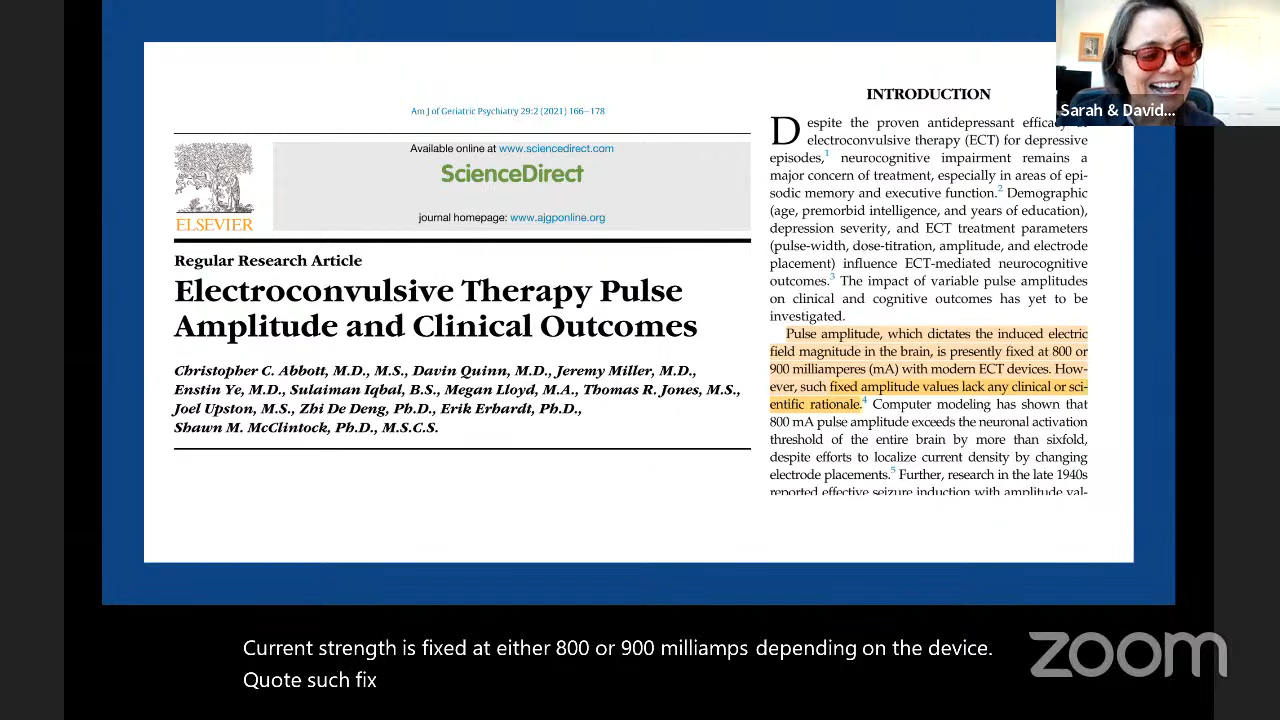 Am J of Geriatric Psychiatry 29:2 (2021) 166–178
Available online at www.sciencedirect.com
ScienceDirect
journal homepage: www.ajgponline.org
ELSEVIER
Regular Research Article
Electroconvulsive Therapy Pulse
Amplitude and Clinical Outcomes
Christopher C. Abbott, M.D., M.S., Davin Quinn, M.D., Jeremy Miller, M.D.,
Enstin Ye, M.D., Sulaiman Iqbal, B.S., Megan Lloyd, M.A., Thomas R. Jones, M.S.,
Joel Upston, M.S., Zhi De Deng, Ph.D., Erik Erhardt, Ph.D.,
Shawn M. McClintock, Ph.D., M.S.C.S.
INTRODUCTION
Despite the proven antidepressant efficacy
electroconvulsive therapy (ECT) for depressive
episodes,1 neurocognitive impairment remains a
major concern of treatment, especially in areas of epi-
sodic memory and executive function.2 Demographic
(age, premorbid intelligence, and years of education),
depression severity, and ECT treatment parameters
(pulse-width, dose-titration, amplitude, and electrode
placement) influence ECT-mediated neurocognitive
outcomes.3 The impact of variable pulse amplitudes
on clinical and cognitive outcomes has yet to be
investigated.
Pulse amplitude, which dictates the induced electric
field magnitude in the brain, is presently fixed at 800 or
900 milliamperes (mA) with modern ECT devices. How-
ever, such fixed amplitude values lack any clinical or sci-
entific rationale.4 Computer modeling has shown that
800 mA pulse amplitude exceeds the neuronal activation
threshold of the entire brain by more than sixfold,
despite efforts to localize current density by changing
electrode placements.5 Further, research in the late 1940s
reported effective seizure induction with amplitude val-
Sarah & David...
Current strength is fixed at either 800 or 900 milliamps depending on the device.
Quote such fix
zoom